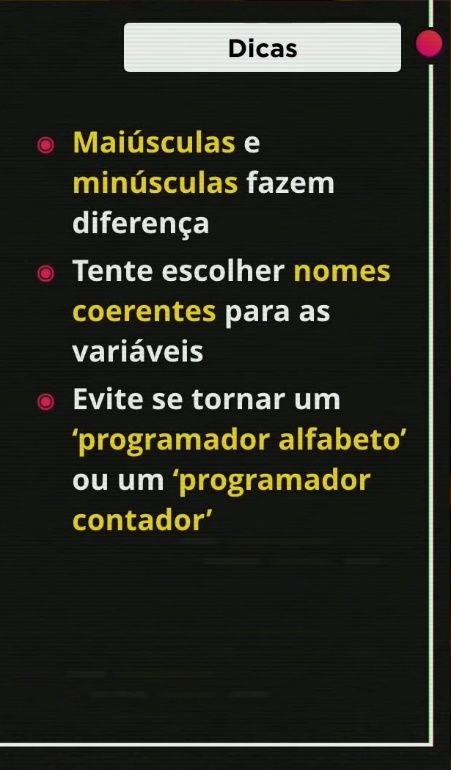 Dicas
Maiúsculas e
minúsculas fazem
diferença
Tente escolher nomes
coerentes para as
variáveis
Evite se tornar um
‘programador alfabeto’
ou um ‘programador
contador’